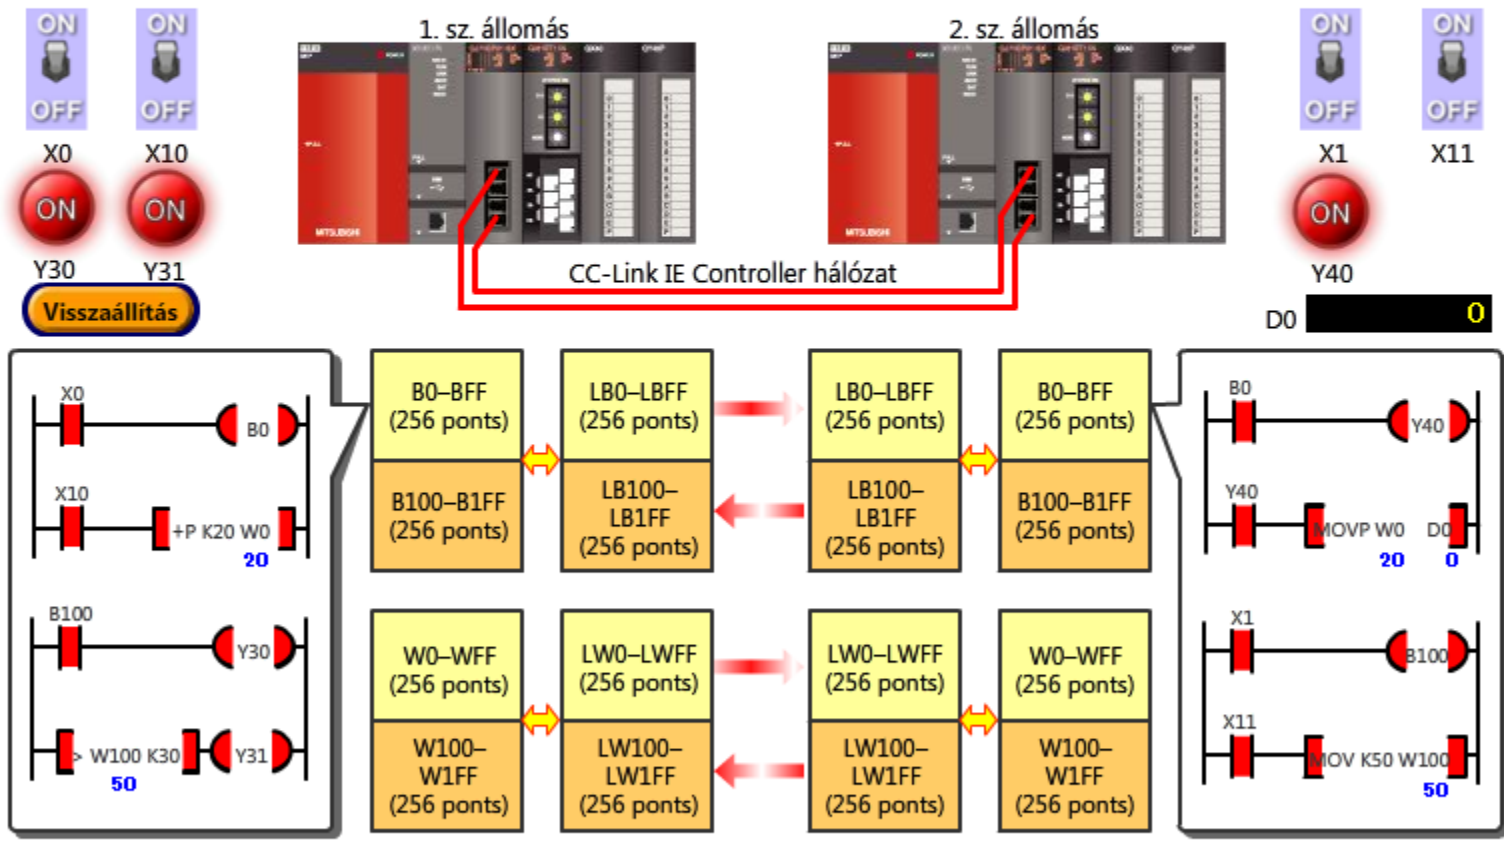 1. sz. állomás
2. sz. állomás
ON
OFF
X0
ON
OFF
X10
ON
Y30
ON
Y31
Visszaállítás
MITSUBISHI
MITSUBISHI
CC-Link IE Controller hálózat
ON
OFF
X1
ON
OFF
X11
ON
Y40
D0
0
X0
B0
X10
+P K20 W0
20
B100
Y30
> W100 K30
Y31
50
B0–BFF
(256 ponts)
B100–B1FF
(256 ponts)
LB0–LBFF
(256 ponts)
LB100–
LB1FF
(256 ponts)
LB0–LBFF
(256 ponts)
LB100–
LB1FF
(256 ponts)
B0–BFF
(256 ponts)
B100–B1FF
(256 ponts)
W0–WFF
(256 ponts)
W100–
W1FF
(256 ponts)
LW0–LWFF
(256 ponts)
LW100–
LW1FF
(256 ponts)
LW0–LWFF
(256 ponts)
LW100–
LW1FF
(256 ponts)
W0–WFF
(256 ponts)
W100–
W1FF
(256 ponts)
B0
Y40
Y40
MOVP W0 D0
20 0
X1
B100
X11
MOV K50 W100
50